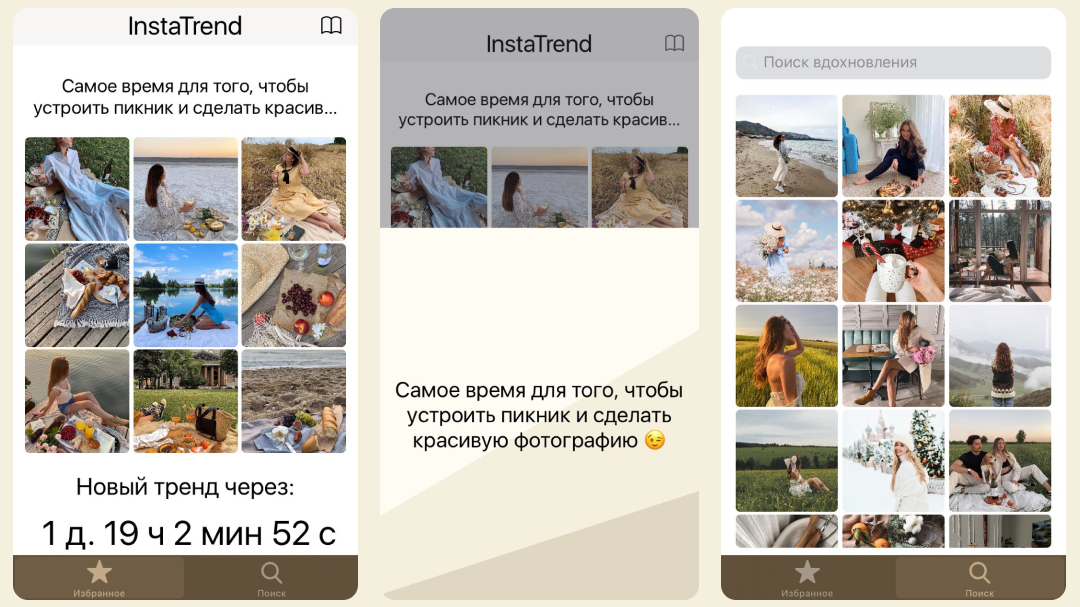 InstaTrend
Самое время для того, чтобы
устроить пикник и сделать красив...
Новый тренд через:
1 д. 19 ч 2 мин 52 с
Избранное
Поиск
InstaTrend
Самое время для того, чтобы
устроить пикник и сделать красив...
Самое время для того, чтобы
устроить пикник и сделать
красивую фотографию 😉
Поиск вдохновения
Избранное
Поиск